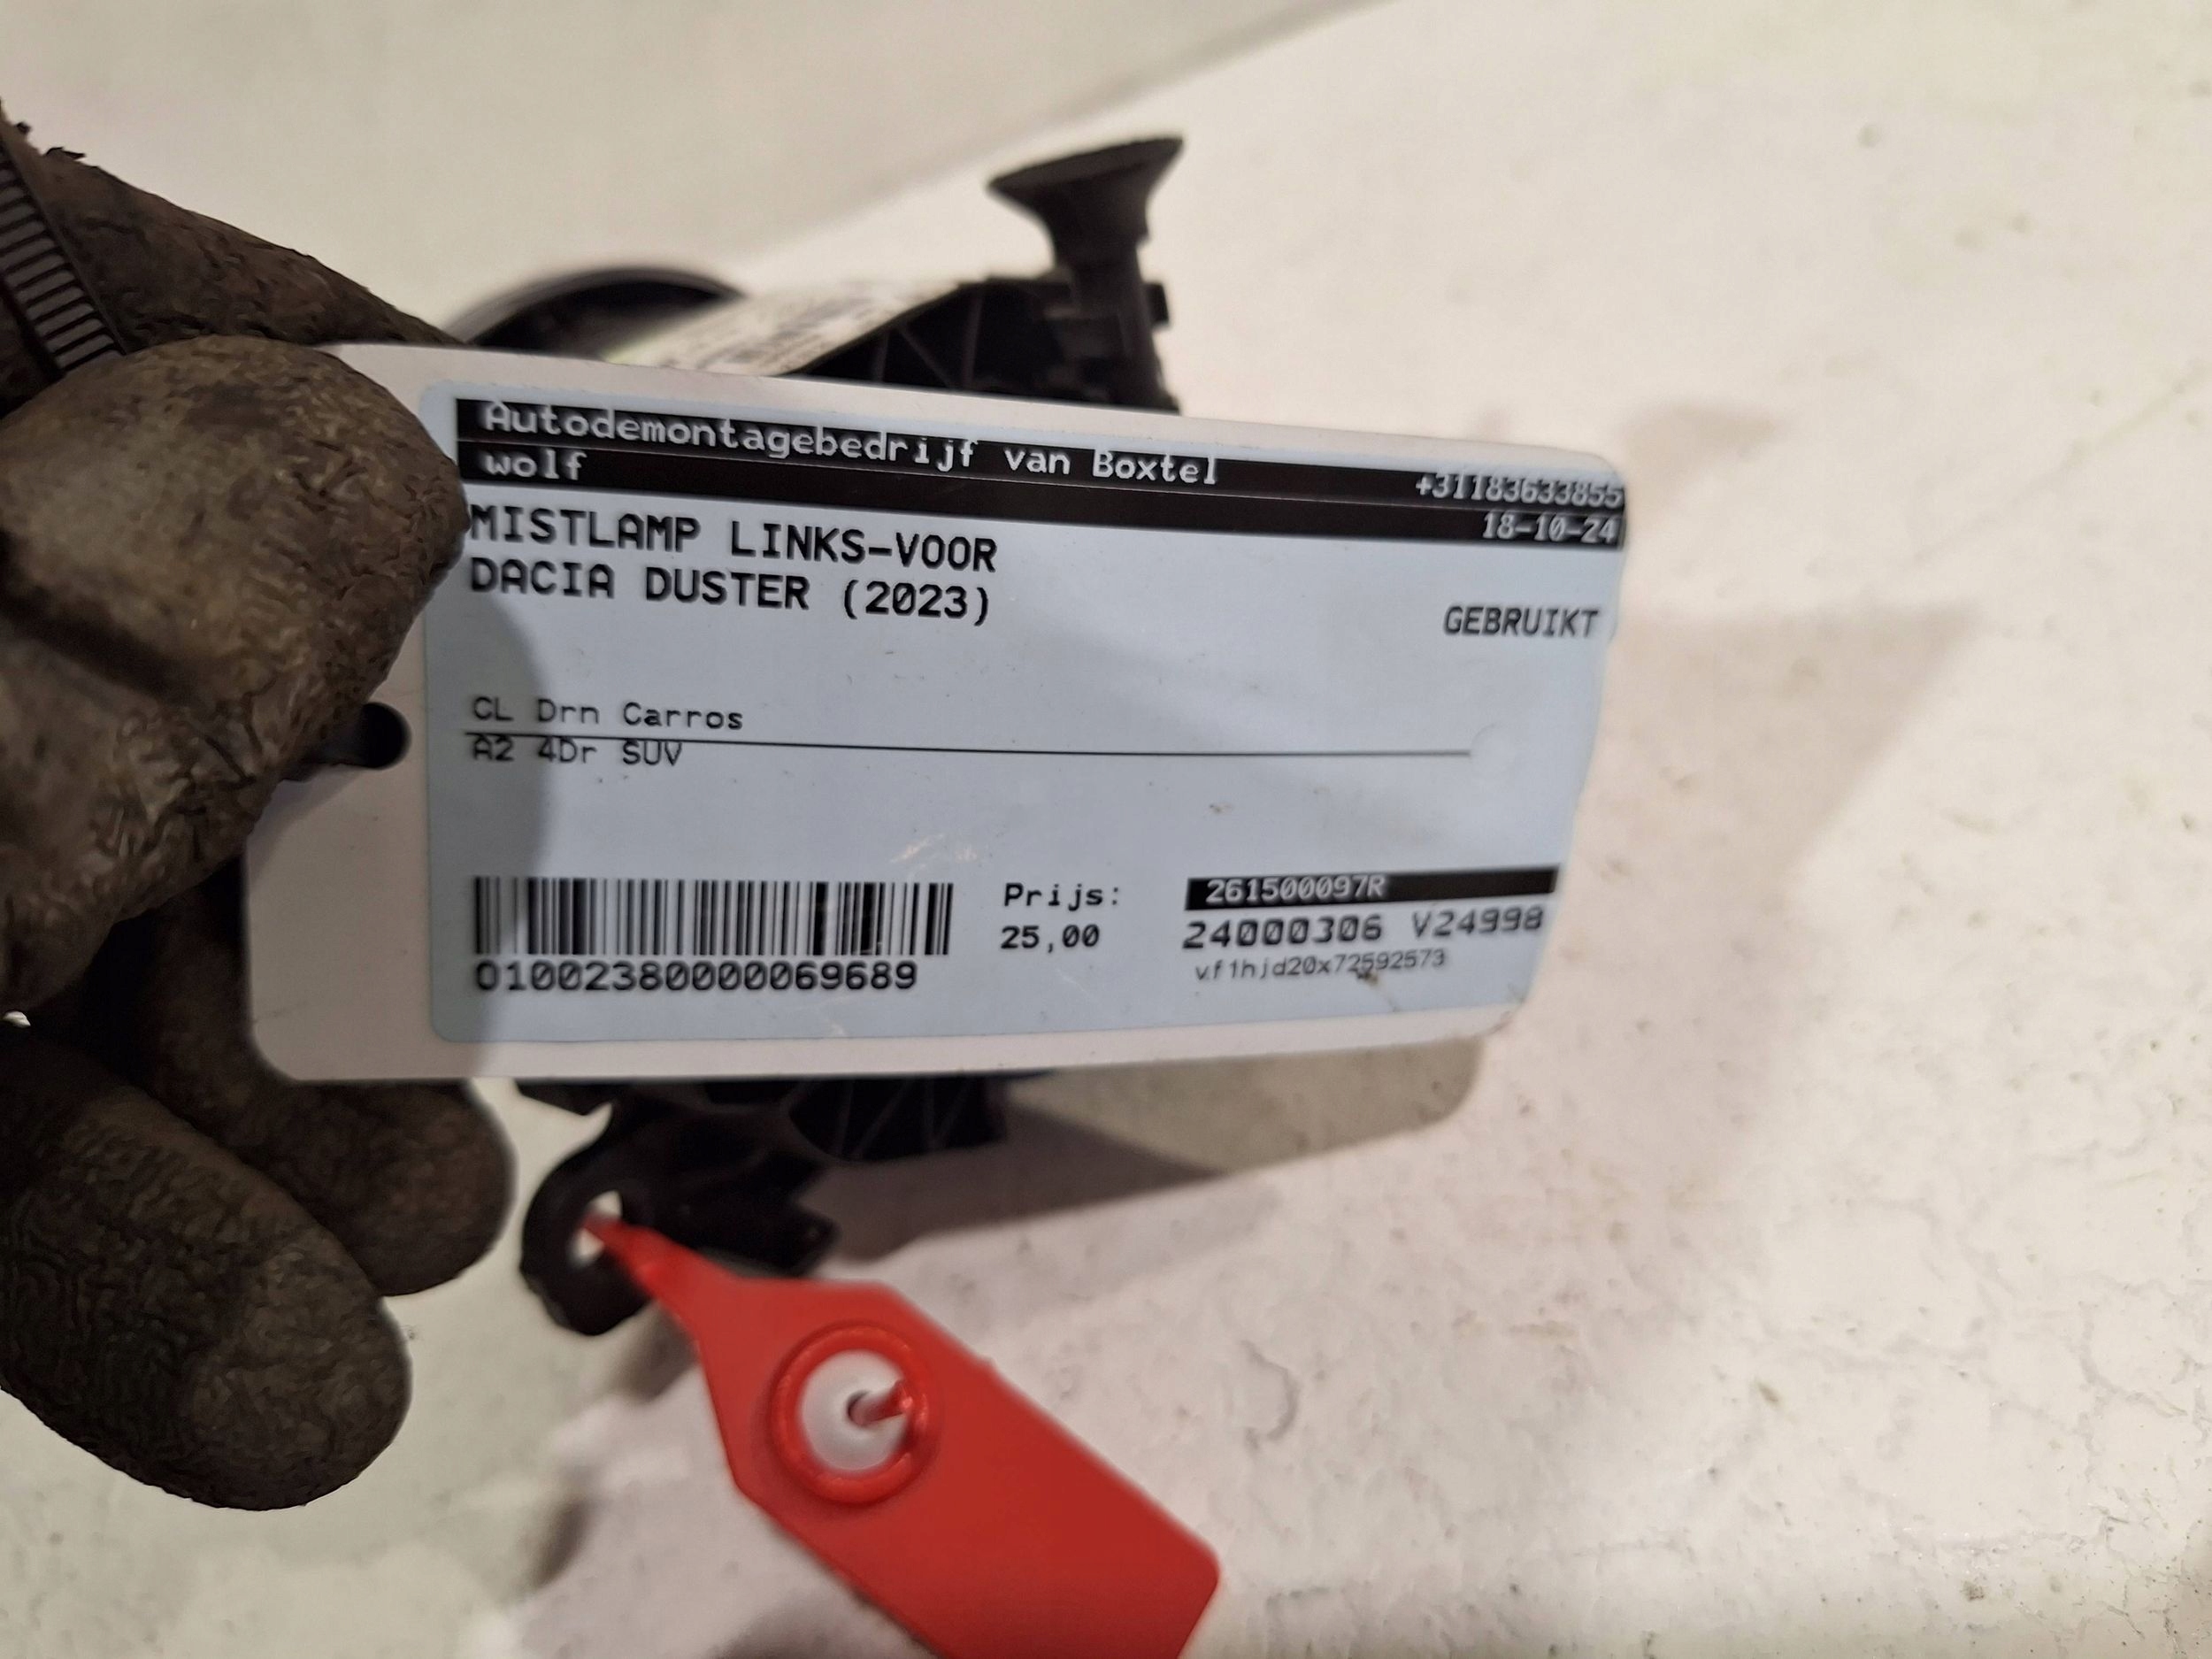 Autodemontagebedrijf van Boxtel +31183633855
wolf 18-10-24
MISTLAMP LINKS-VOOR
DACIA DUSTER (2023)
GEBRUIKT
CL Drn Carros
A2 4Dr SUV
Prijs: 261500097R
25,00 24000306 V24998
vf1hjd20x72592573
01002380000069689